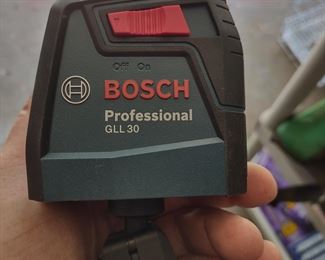 Off On
BOSCH
Professional
GLL 30